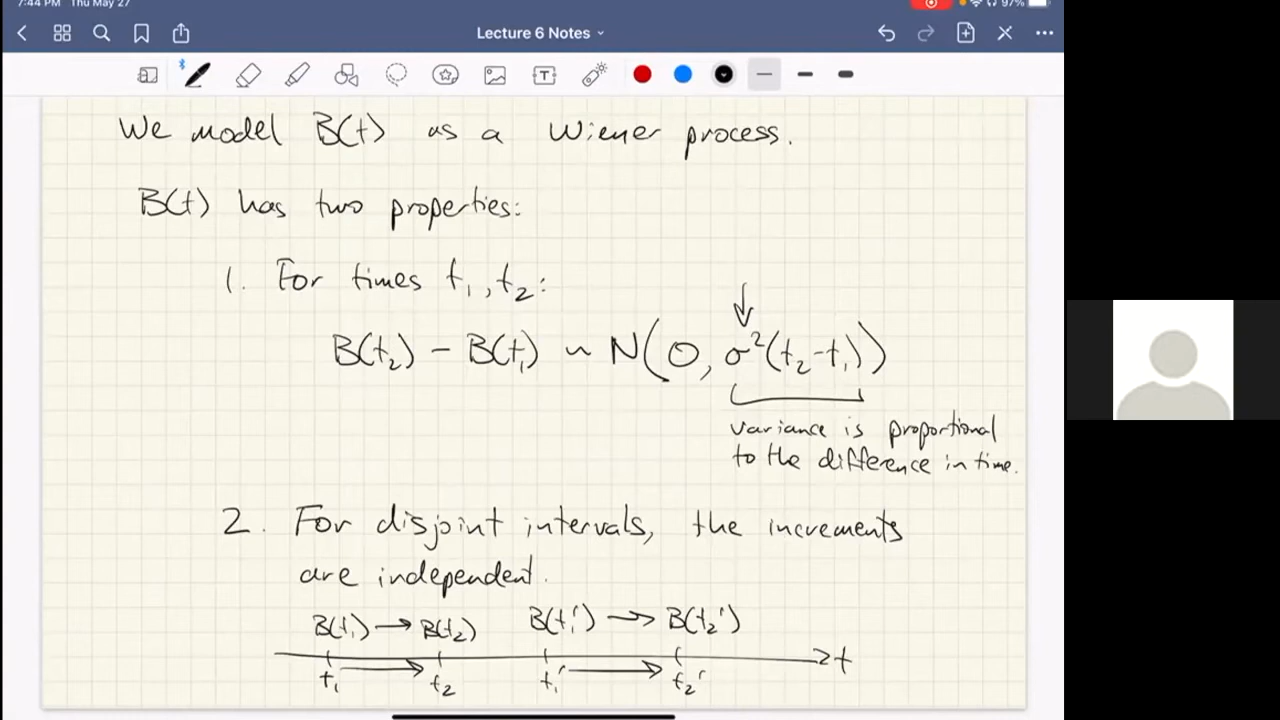 7:44 PM Thu May 27
97%
Lecture 6 Notes
We model B(t) as a Wiener process.
B(t) has two properties:
1. For times t₁, t₂:
B(t₂) - B(t₁) ~ N(0, σ²(t₂-t₁))
variance is proportional
to the difference in time.
2. For disjoint intervals, the increments
are independent.
B(t₁) → B(t₂) B(t₁') → B(t₂')
t
t₁ t₂ t₁' t₂'